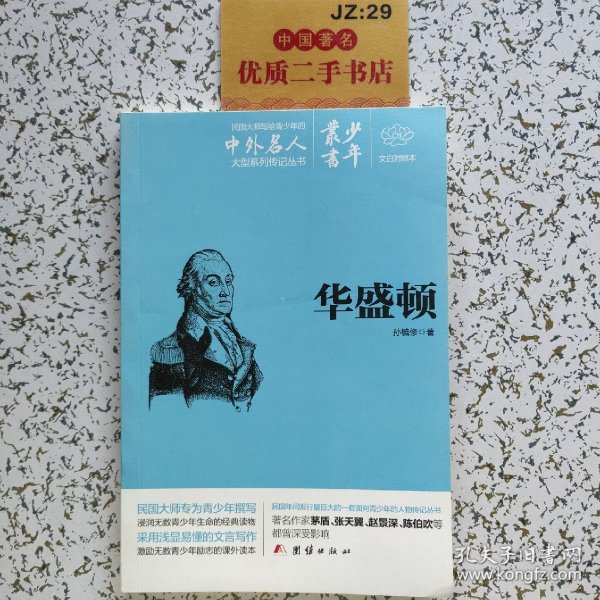 JZ:29
中国著名
优质二手书店
民国大师写给青少年的
中外名人
大型系列传记丛书
少年
叢書
文白对照本
华盛顿
孙毓修◎著
民国大师专为青少年撰写
浸润无数青少年生命的经典读物
采用浅显易懂的文言写作
激励无数青少年励志的课外读本
民国年间发行量巨大的一套面向青少年的人物传记丛书
著名作家茅盾、张天翼、赵景深、陈伯吹等
都曾深受影响
团结出版社
孔夫子旧书网
www.kongfz.com